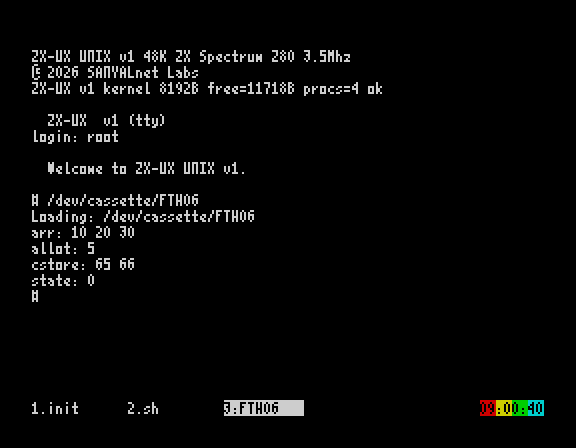 ZX-UX UNIX v1 48K ZX Spectrum Z80 3.5Mhz
© 2026 SANYALnet Labs
ZX-UX v1 kernel 8192B free=11718B procs=4 ok
ZX-UX v1 (tty)
login: root
Welcome to ZX-UX UNIX v1.
# /dev/cassette/FTH06
Loading: /dev/cassette/FTH06
arr: 10 20 30
allot: 5
cstore: 65 66
state: 0
#
1.init 2.sh 3.FTH06 09:00:40